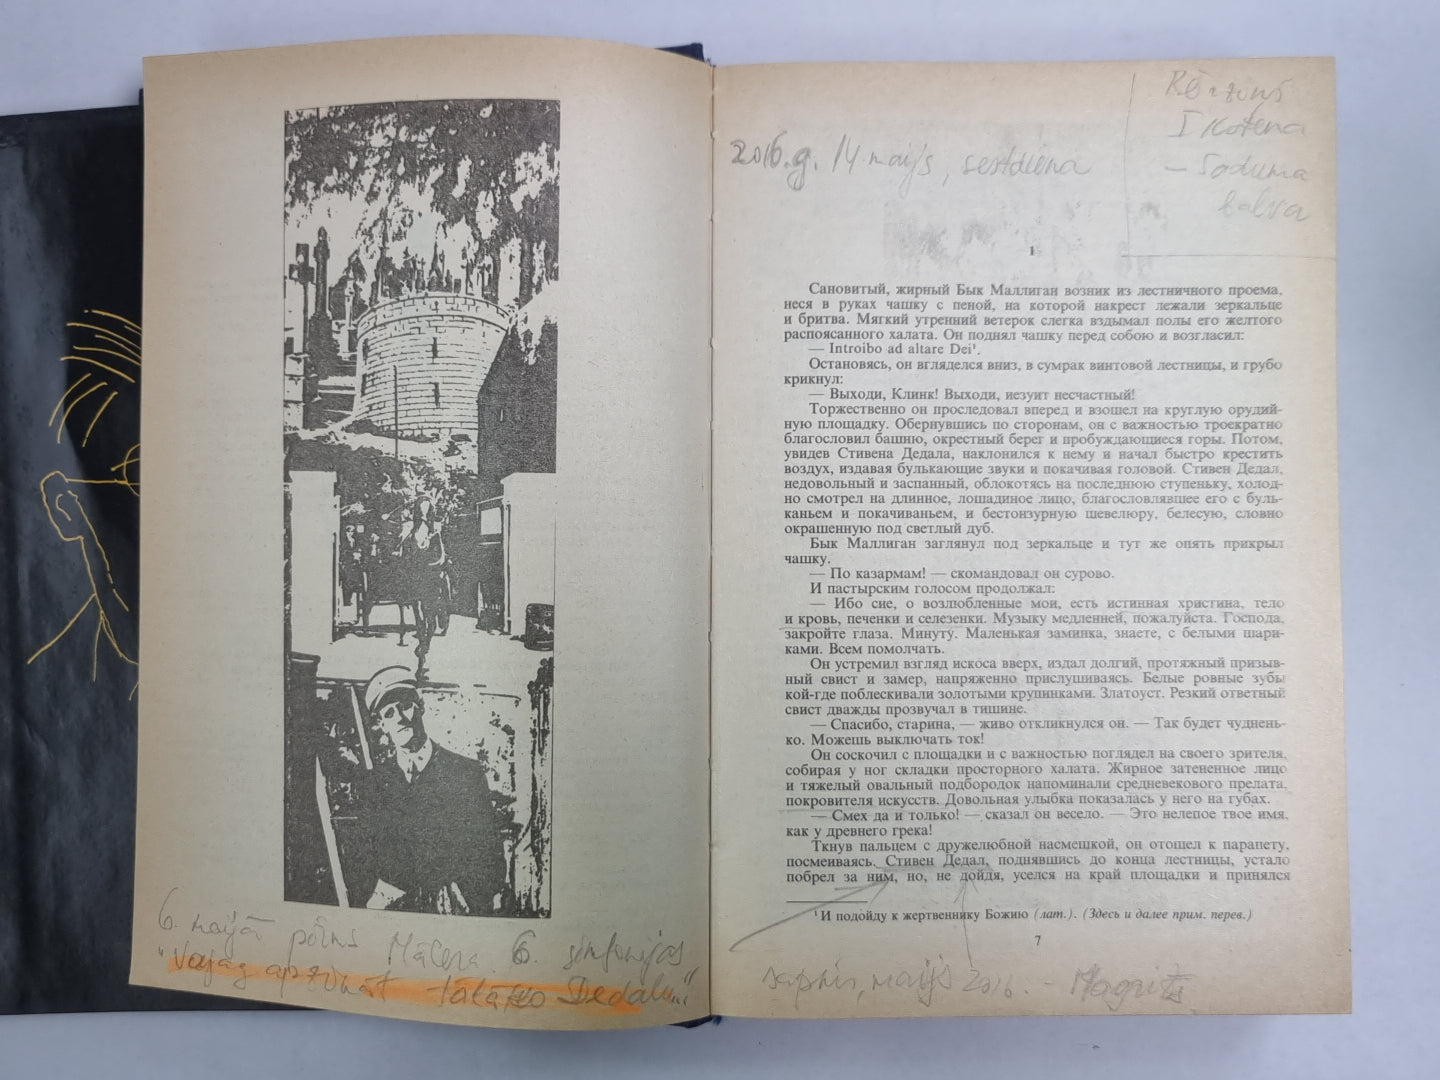 6. maijā pirms Mālera 6. simfonijas
"Vajag apzināt tālāko Dedalu..."
2016.g. 14 maijs, sestdiena
I Kotena
– Soduma
balva
1
Сановитый, жирный Бык Маллиган возник из лестничного проема,
неся в руках чашку с пеной, на которой накрест лежали зеркальце
и бритва. Мягкий утренний ветерок слегка вздымал полы его желтого
распоясанного халата. Он поднял чашку перед собою и возгласил:
— Introibo ad altare Dei¹.
Остановясь, он вгляделся вниз, в сумрак винтовой лестницы, и грубо
крикнул:
— Выходи, Клинк! Выходи, иезуит несчастный!
Торжественно он проследовал вперед и взошел на круглую орудий-
ную площадку. Обернувшись по сторонам, он с важностью троекратно
благословил башню, окрестный берег и пробуждающиеся горы. Потом,
увидев Стивена Дедала, наклонился к нему и начал быстро крестить
воздух, издавая булькающие звуки и покачивая головой. Стивен Дедал,
недовольный и заспанный, облокотясь на последнюю ступеньку, холод-
но смотрел на длинное, лошадиное лицо, благословлявшее его с буль-
каньем и покачиваньем, и бестонзурную шевелюру, белесую, словно
окрашенную под светлый дуб.
Бык Маллиган заглянул под зеркальце и тут же опять прикрыл
чашку.
— По казармам! — скомандовал он сурово.
И пастырским голосом продолжал:
— Ибо сие, о возлюбленные мои, есть истинная христина, тело
и кровь, печенки и селезенки. Музыку медленней, пожалуйста. Господа,
закройте глаза. Минуту. Маленькая заминка, знаете, с белыми шари-
ками. Всем помолчать.
Он устремил взгляд искоса вверх, издал долгий, протяжный призыв-
ный свист и замер, напряженно прислушиваясь. Белые ровные зубы
кой-где поблескивали золотыми крупинками. Златоуст. Резкий ответный
свист дважды прозвучал в тишине.
— Спасибо, старина, — живо откликнулся он. — Так будет чуднень-
ко. Можешь выключать ток!
Он соскочил с площадки и с важностью поглядел на своего зрителя,
собирая у ног складки просторного халата. Жирное затененное лицо
и тяжелый овальный подбородок напоминали средневекового прелата,
покровителя искусств. Довольная улыбка показалась у него на губах.
— Смех да и только! — сказал он весело. — Это нелепое твое имя,
как у древнего грека!
Ткнув пальцем с дружелюбной насмешкой, он отошел к парапету,
посмеиваясь. Стивен Дедал, поднявшись до конца лестницы, устало
побрел за ним, но, не дойдя, уселся на край площадки и принялся
¹ И подойду к жертвеннику Божию (лат.). (Здесь и далее прим. перев.)
7
sapnis, maijs 2016. – Magrits